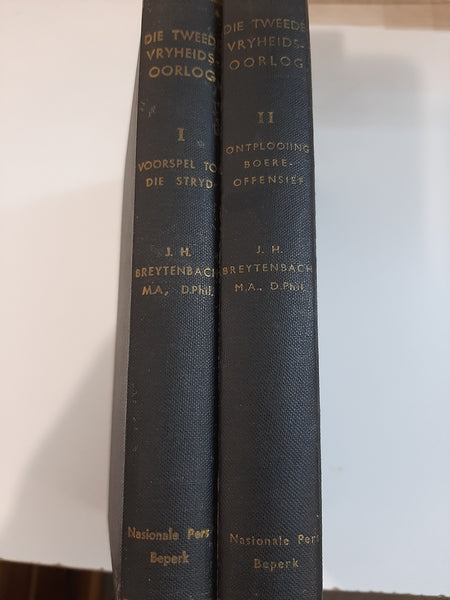 DIE TWEEDE
VRYHEIDS-
OORLOG
I
VOORSPEL TO
DIE STRYD
J. H.
BREYTENBACH
M.A., D.Phil.
Nasionale Pers
Beperk
DIE TWEEDE
VRYHEIDS-
OORLOG
II
ONTPLOOIING
BOERE-
OFFENSIEF
J. H.
BREYTENBACH
M.A., D.Phil.
Nasionale Pers
Beperk